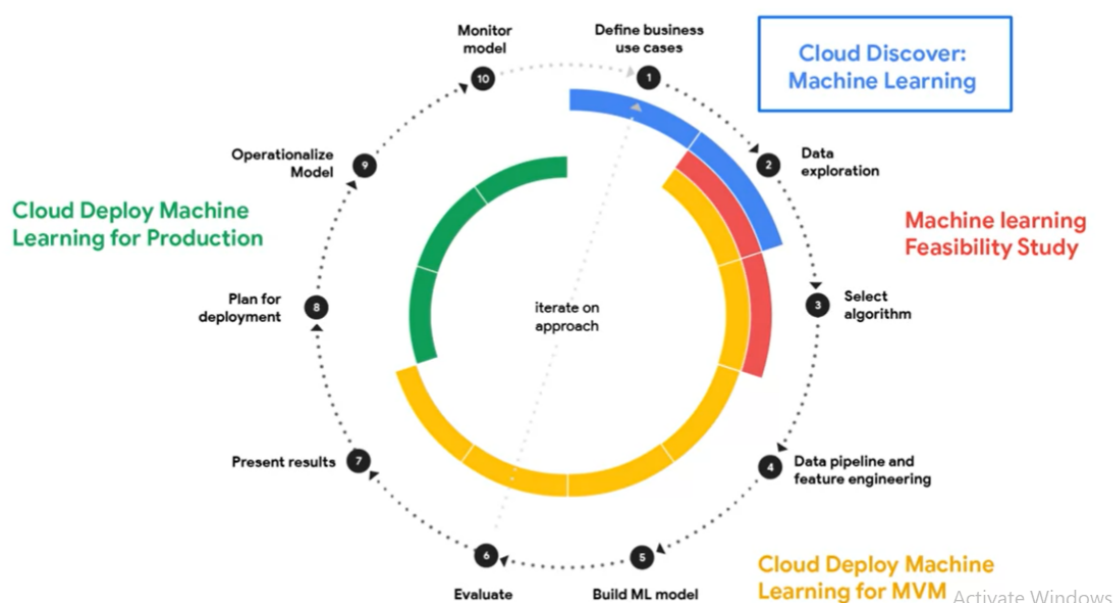 Monitor
model
10
Define business
use cases
1
Cloud Discover:
Machine Learning
Operationalize
Model
9
2
Data
exploration
Cloud Deploy Machine
Learning for Production
Machine learning
Feasibility Study
Plan for
deployment
8
iterate on
approach
3
Select
algorithm
Present results
7
4
Data pipeline and
feature engineering
6
Evaluate
5
Build ML model
Cloud Deploy Machine
Learning for MVM
Activate Windows